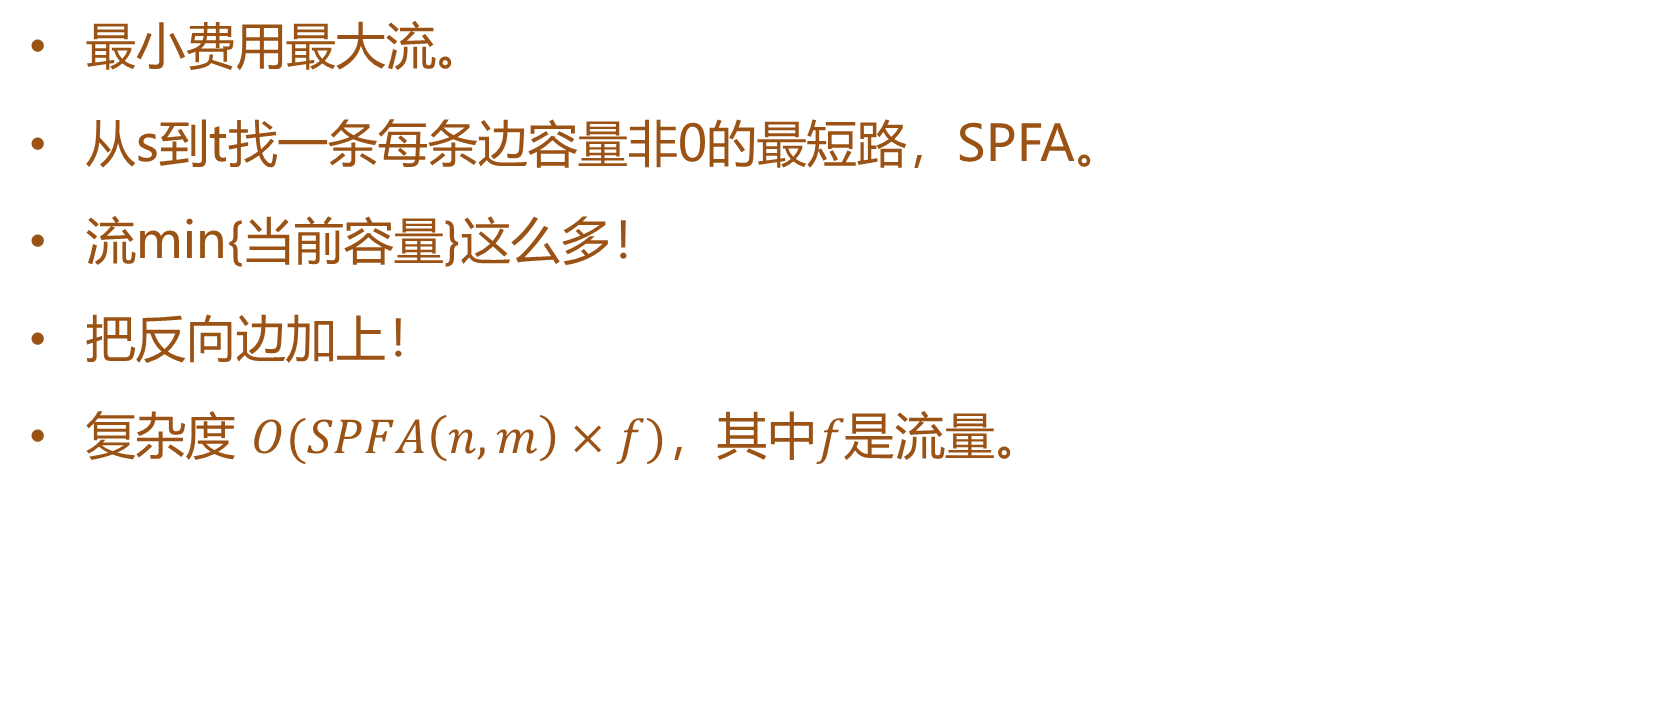 • 最小费用最大流。
• 从s到t找一条每条边容量非0的最短路，SPFA。
• 流min{当前容量}这么多！
• 把反向边加上！
• 复杂度 O(SPFA(n,m) × f)，其中f是流量。